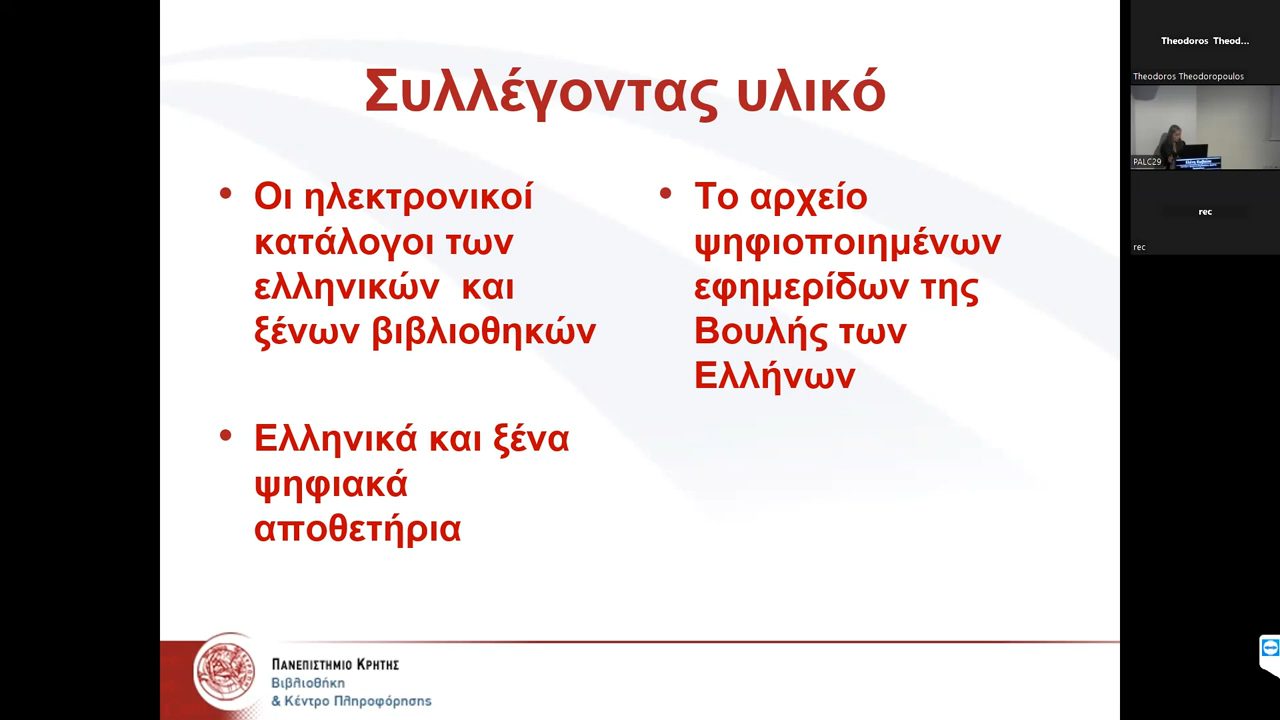 Συλλέγοντας υλικό
• Οι ηλεκτρονικοί
κατάλογοι των
ελληνικών και
ξένων βιβλιοθηκών
• Ελληνικά και ξένα
ψηφιακά
αποθετήρια
• Το αρχείο
ψηφιοποιημένων
εφημερίδων της
Βουλής των
Ελλήνων
ΠΑΝΕΠΙΣΤΗΜΙΟ ΚΡΗΤΗΣ
Βιβλιοθήκη
& Κέντρο Πληροφόρησης
Theodoros Theod...
Theodoros Theodoropoulos
PALC29
rec
rec